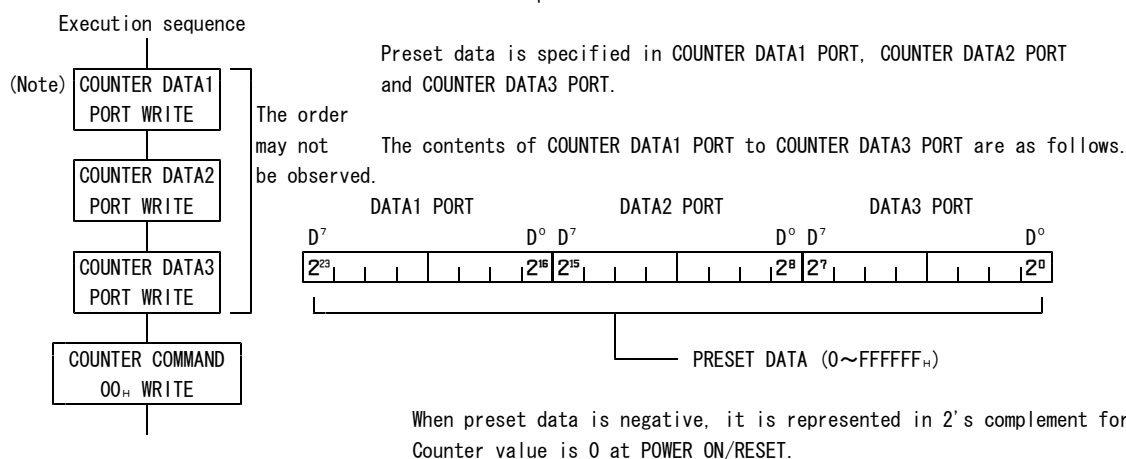 Execution sequence
Preset data is specified in COUNTER DATA1 PORT, COUNTER DATA2 PORT
and COUNTER DATA3 PORT.
(Note)
COUNTER DATA1
PORT WRITE
COUNTER DATA2
PORT WRITE
COUNTER DATA3
PORT WRITE
The order
may not
be observed.
COUNTER COMMAND
00H WRITE
The contents of COUNTER DATA1 PORT to COUNTER DATA3 PORT are as follows.
DATA1 PORT DATA2 PORT DATA3 PORT
D⁷ D⁰ D⁷ D⁰ D⁷ D⁰
2²³ 2¹⁶ 2¹⁵ 2⁸ 2⁷ 2⁰
PRESET DATA (0～FFFFFFH)
When preset data is negative, it is represented in 2's complement for
Counter value is 0 at POWER ON/RESET.